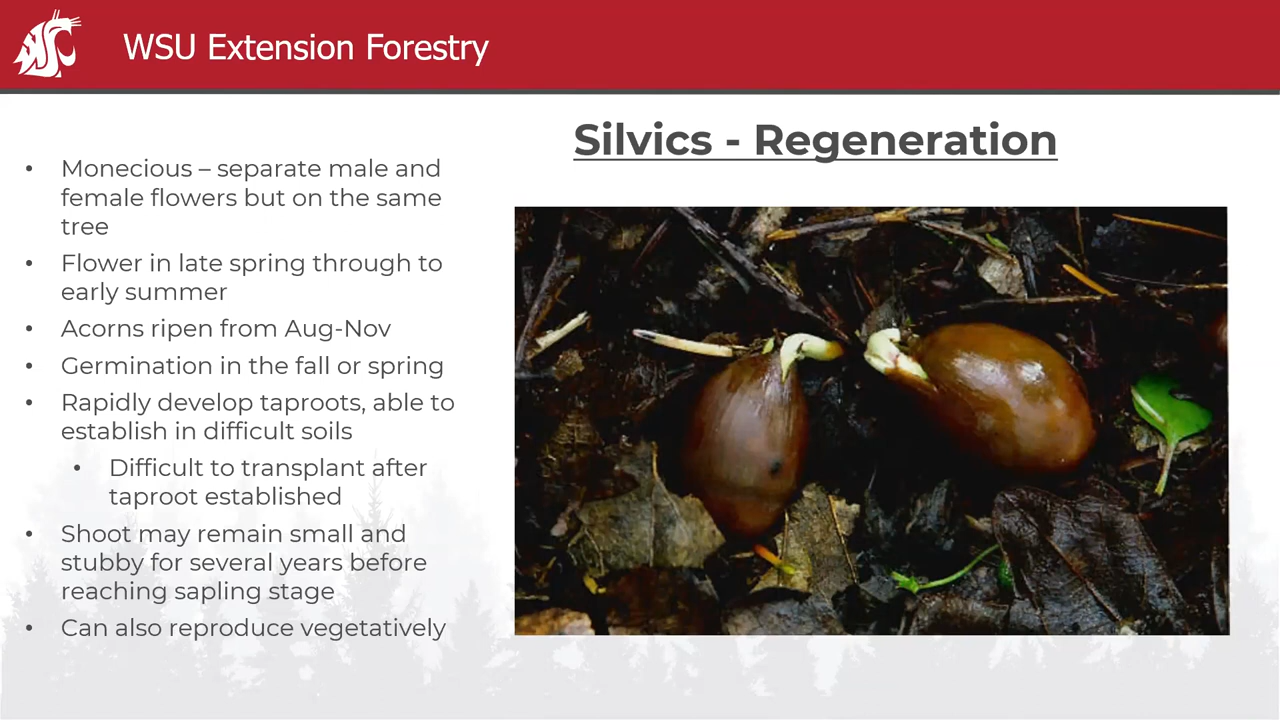 WSU Extension Forestry
Silvics - Regeneration
• Monecious – separate male and
female flowers but on the same
tree
• Flower in late spring through to
early summer
• Acorns ripen from Aug-Nov
• Germination in the fall or spring
• Rapidly develop taproots, able to
establish in difficult soils
• Difficult to transplant after
taproot established
• Shoot may remain small and
stubby for several years before
reaching sapling stage
• Can also reproduce vegetatively